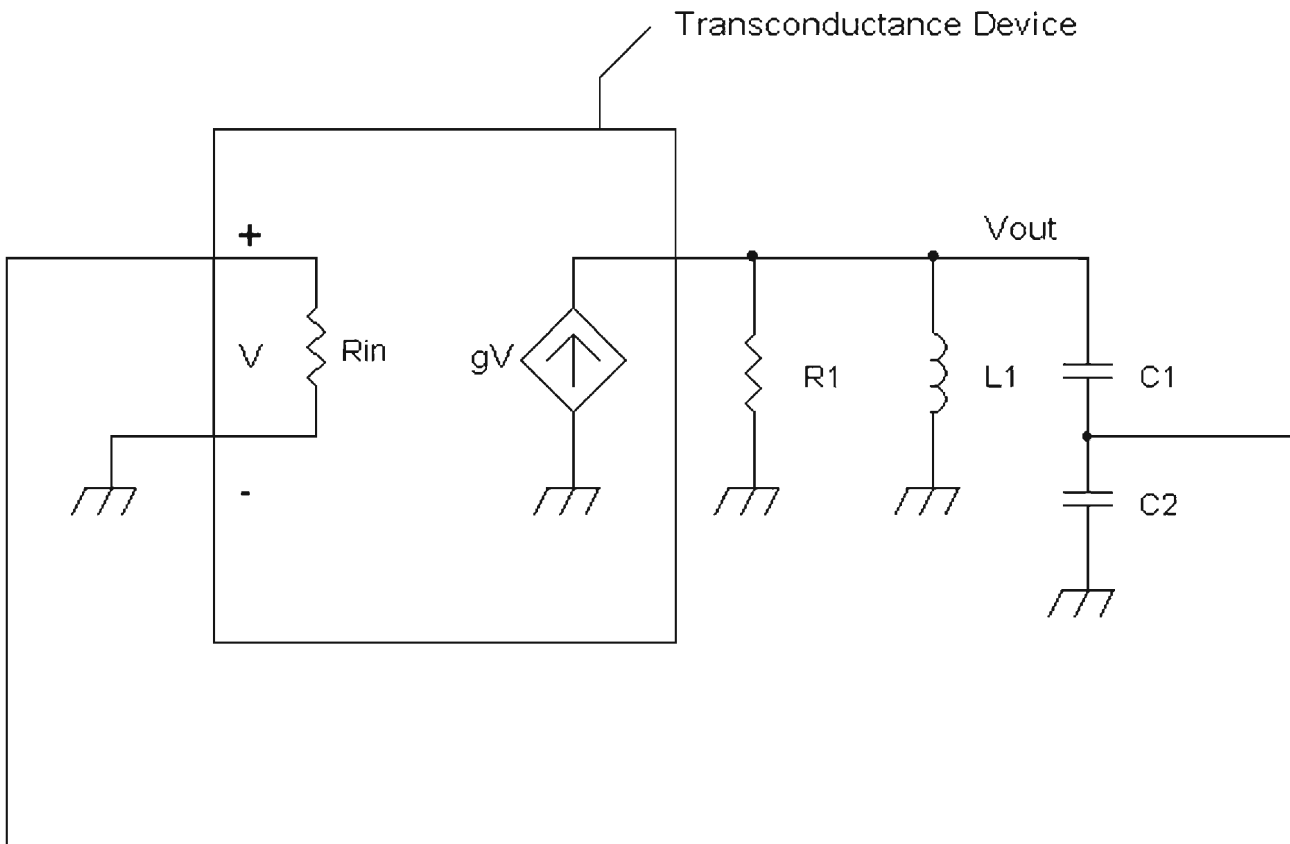 Transconductance Device
Vout
+
V
Rin
gV
R1
L1
C1
-
C2